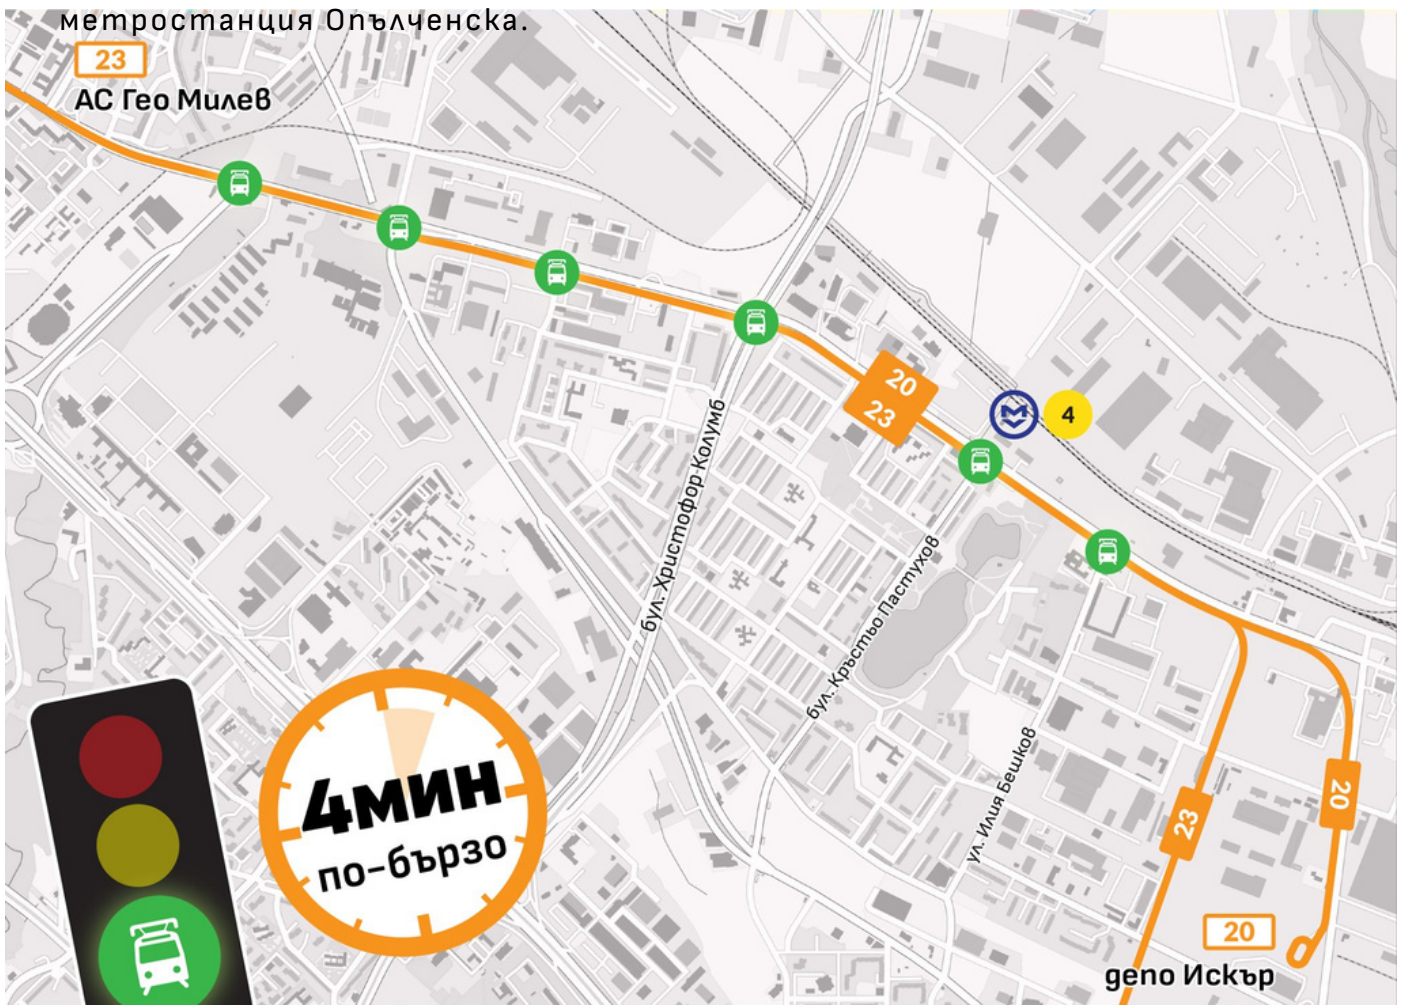 метростанция Опълченска.
23
АС Гео Милев
20
23
4
бул. Христофор Колумб
бул. Кръстьо Пастухов
ул. Илия Бешков
23
20
4мин
по-бързо
20
депо Искър